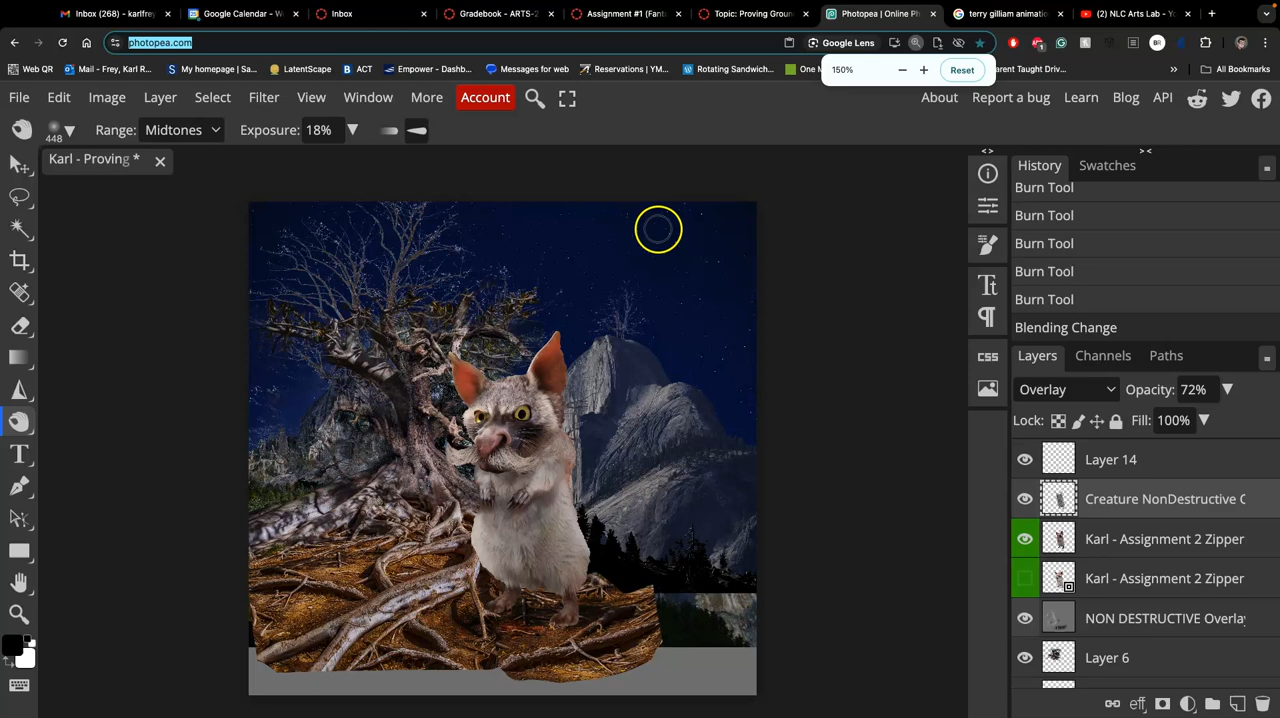 Inbox (268) - karlfrey
Google Calendar - W
Inbox
Gradebook - ARTS-2
Assignment #1 (Fant
Topic: Proving Groun
Photopea | Online Ph
terry gilliam animatio
(2) NLC Arts Lab - Yo
photopea.com
Google Lens
Web QR
Mail - Frey, Karl R...
My homepage | Sa...
LatentScape
ACT
Empower - Dashb...
Messages for web
Reservations | YM...
Rotating Sandwich...
One M
150%
Reset
arent Taught Driv...
All Bookmarks
File Edit Image Layer Select Filter View Window More Account
About Report a bug Learn Blog API
448
Range: Midtones
Exposure: 18%
Karl - Proving *
History Swatches
Burn Tool
Burn Tool
Burn Tool
Burn Tool
Burn Tool
Blending Change
Layers Channels Paths
Overlay
Opacity: 72%
Lock:
Fill: 100%
Layer 14
Creature NonDestructive
Karl - Assignment 2 Zipper
Karl - Assignment 2 Zipper
NON DESTRUCTIVE Overla
Layer 6
CSS
eff